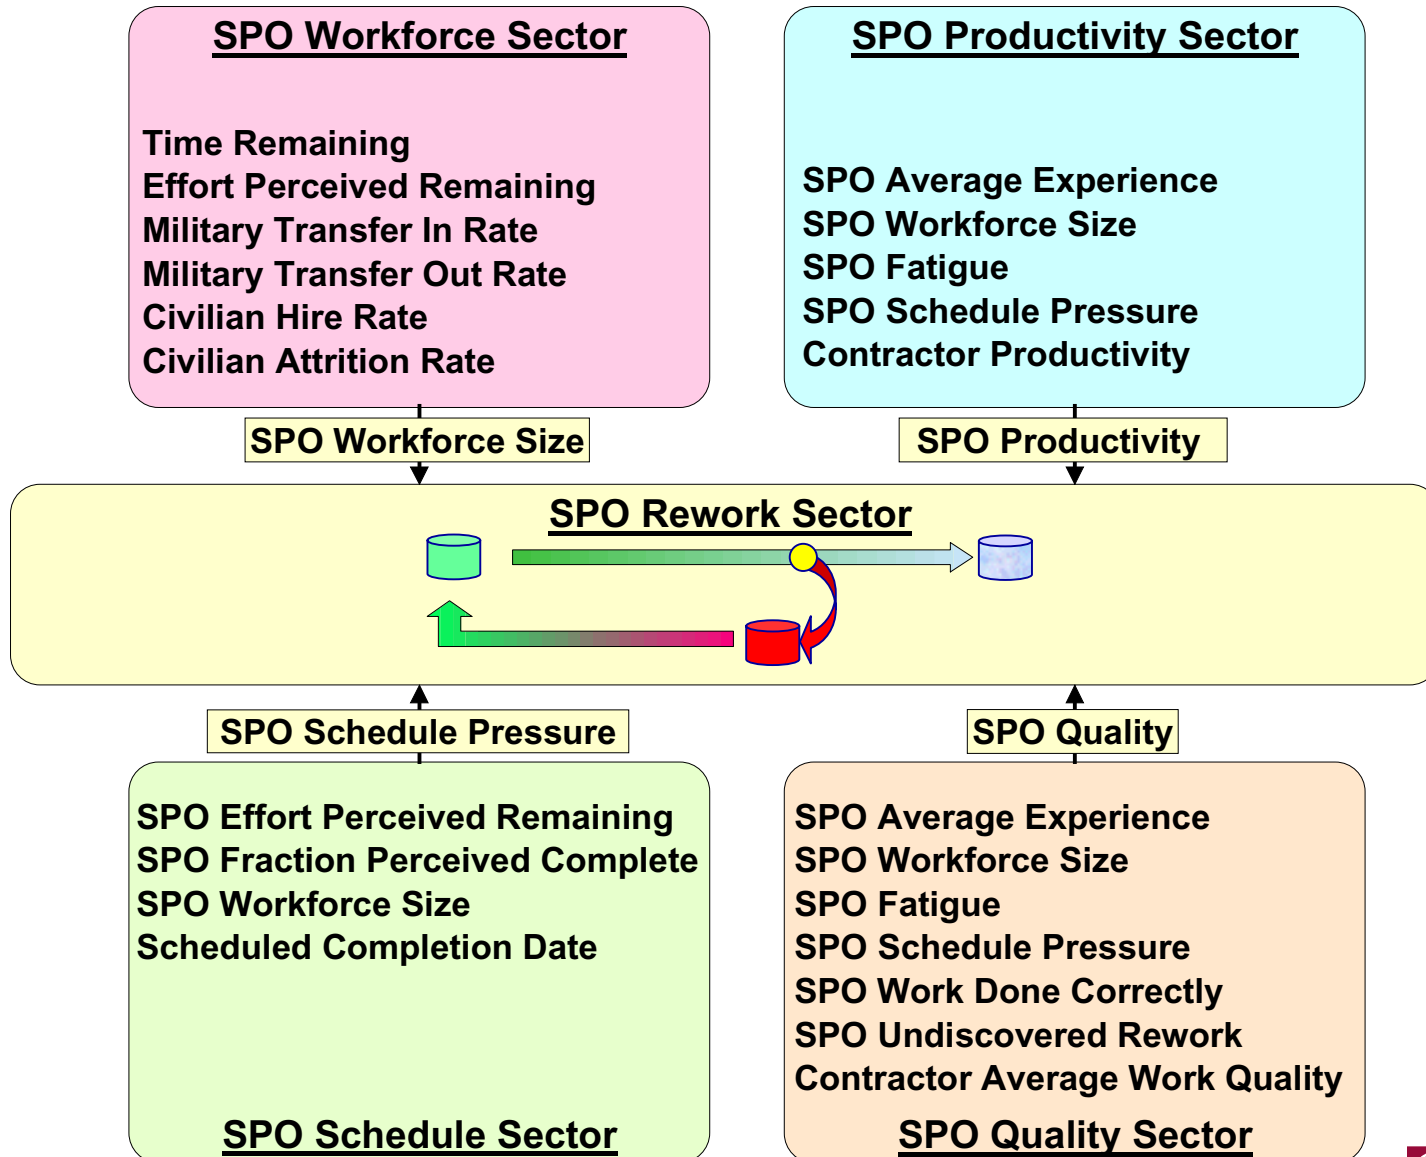 SPO Workforce Sector
Time Remaining
Effort Perceived Remaining
Military Transfer In Rate
Military Transfer Out Rate
Civilian Hire Rate
Civilian Attrition Rate
SPO Productivity Sector
SPO Average Experience
SPO Workforce Size
SPO Fatigue
SPO Schedule Pressure
Contractor Productivity
SPO Workforce Size
SPO Productivity
SPO Rework Sector
SPO Schedule Pressure
SPO Quality
SPO Effort Perceived Remaining
SPO Fraction Perceived Complete
SPO Workforce Size
Scheduled Completion Date
SPO Schedule Sector
SPO Average Experience
SPO Workforce Size
SPO Fatigue
SPO Schedule Pressure
SPO Work Done Correctly
SPO Undiscovered Rework
Contractor Average Work Quality
SPO Quality Sector